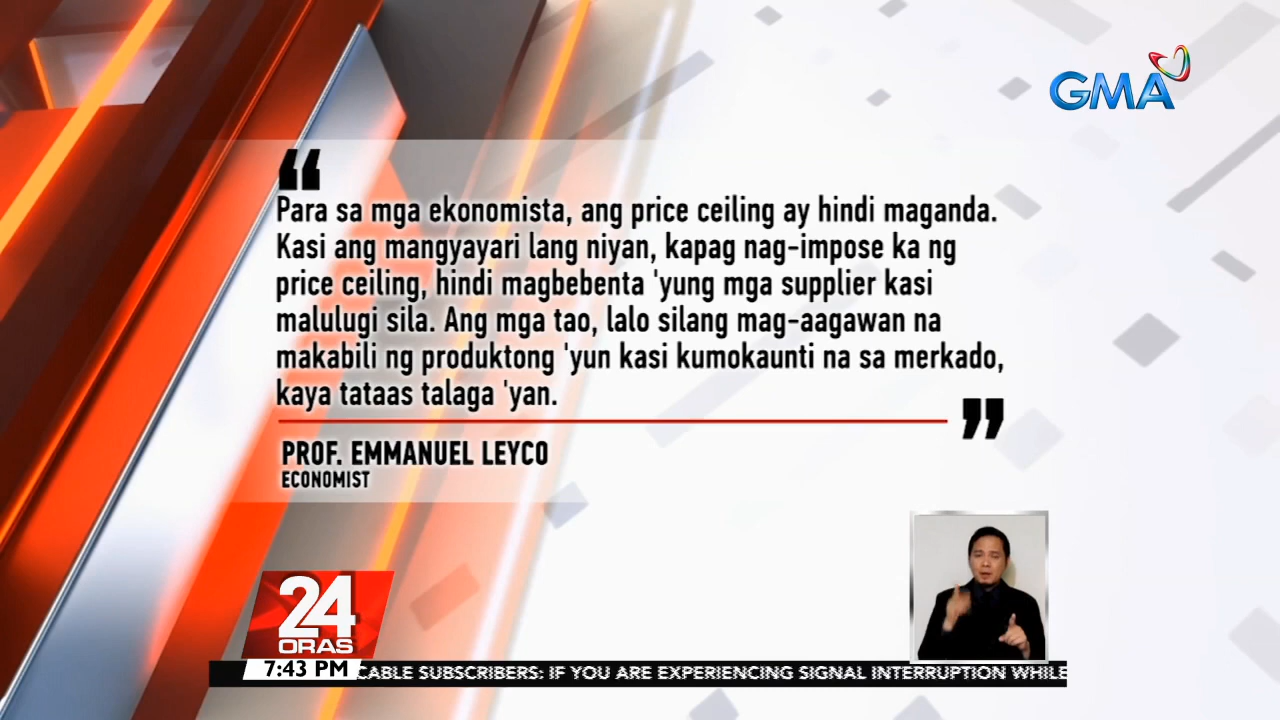 GMA
“
Para sa mga ekonomista, ang price ceiling ay hindi maganda.
Kasi ang mangyayari lang niyan, kapag nag-impose ka ng
price ceiling, hindi magbebenta 'yung mga supplier kasi
malulugi sila. Ang mga tao, lalo silang mag-aagawan na
makabili ng produktong 'yun kasi kumokaunti na sa merkado,
kaya tataas talaga 'yan.
”
PROF. EMMANUEL LEYCO
ECONOMIST
24
ORAS
7:43 PM
CABLE SUBSCRIBERS: IF YOU ARE EXPERIENCING SIGNAL INTERRUPTION WHILE